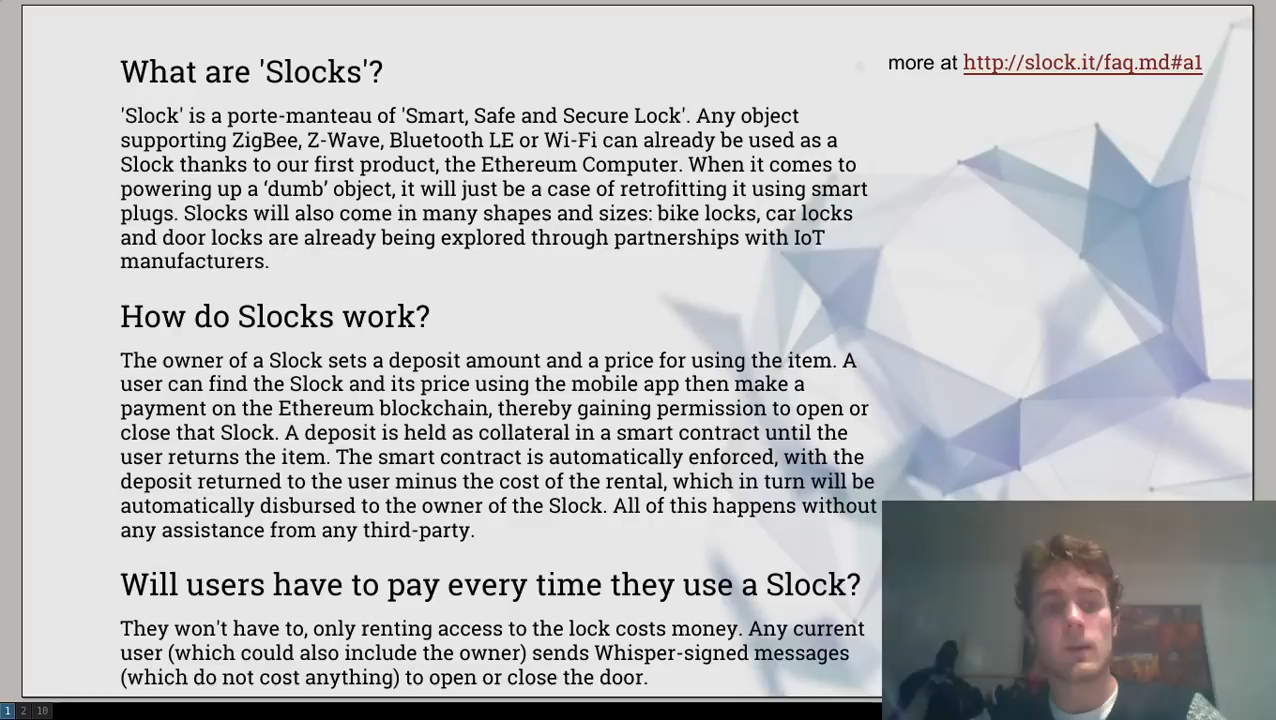 What are 'Slocks'?
more at http://slock.it/faq.md#a1
'Slock' is a porte-manteau of 'Smart, Safe and Secure Lock'. Any object
supporting ZigBee, Z-Wave, Bluetooth LE or Wi-Fi can already be used as a
Slock thanks to our first product, the Ethereum Computer. When it comes to
powering up a ‘dumb’ object, it will just be a case of retrofitting it using smart
plugs. Slocks will also come in many shapes and sizes: bike locks, car locks
and door locks are already being explored through partnerships with IoT
manufacturers.
How do Slocks work?
The owner of a Slock sets a deposit amount and a price for using the item. A
user can find the Slock and its price using the mobile app then make a
payment on the Ethereum blockchain, thereby gaining permission to open or
close that Slock. A deposit is held as collateral in a smart contract until the
user returns the item. The smart contract is automatically enforced, with the
deposit returned to the user minus the cost of the rental, which in turn will be
automatically disbursed to the owner of the Slock. All of this happens without
any assistance from any third-party.
Will users have to pay every time they use a Slock?
They won't have to, only renting access to the lock costs money. Any current
user (which could also include the owner) sends Whisper-signed messages
(which do not cost anything) to open or close the door.
1 2 10